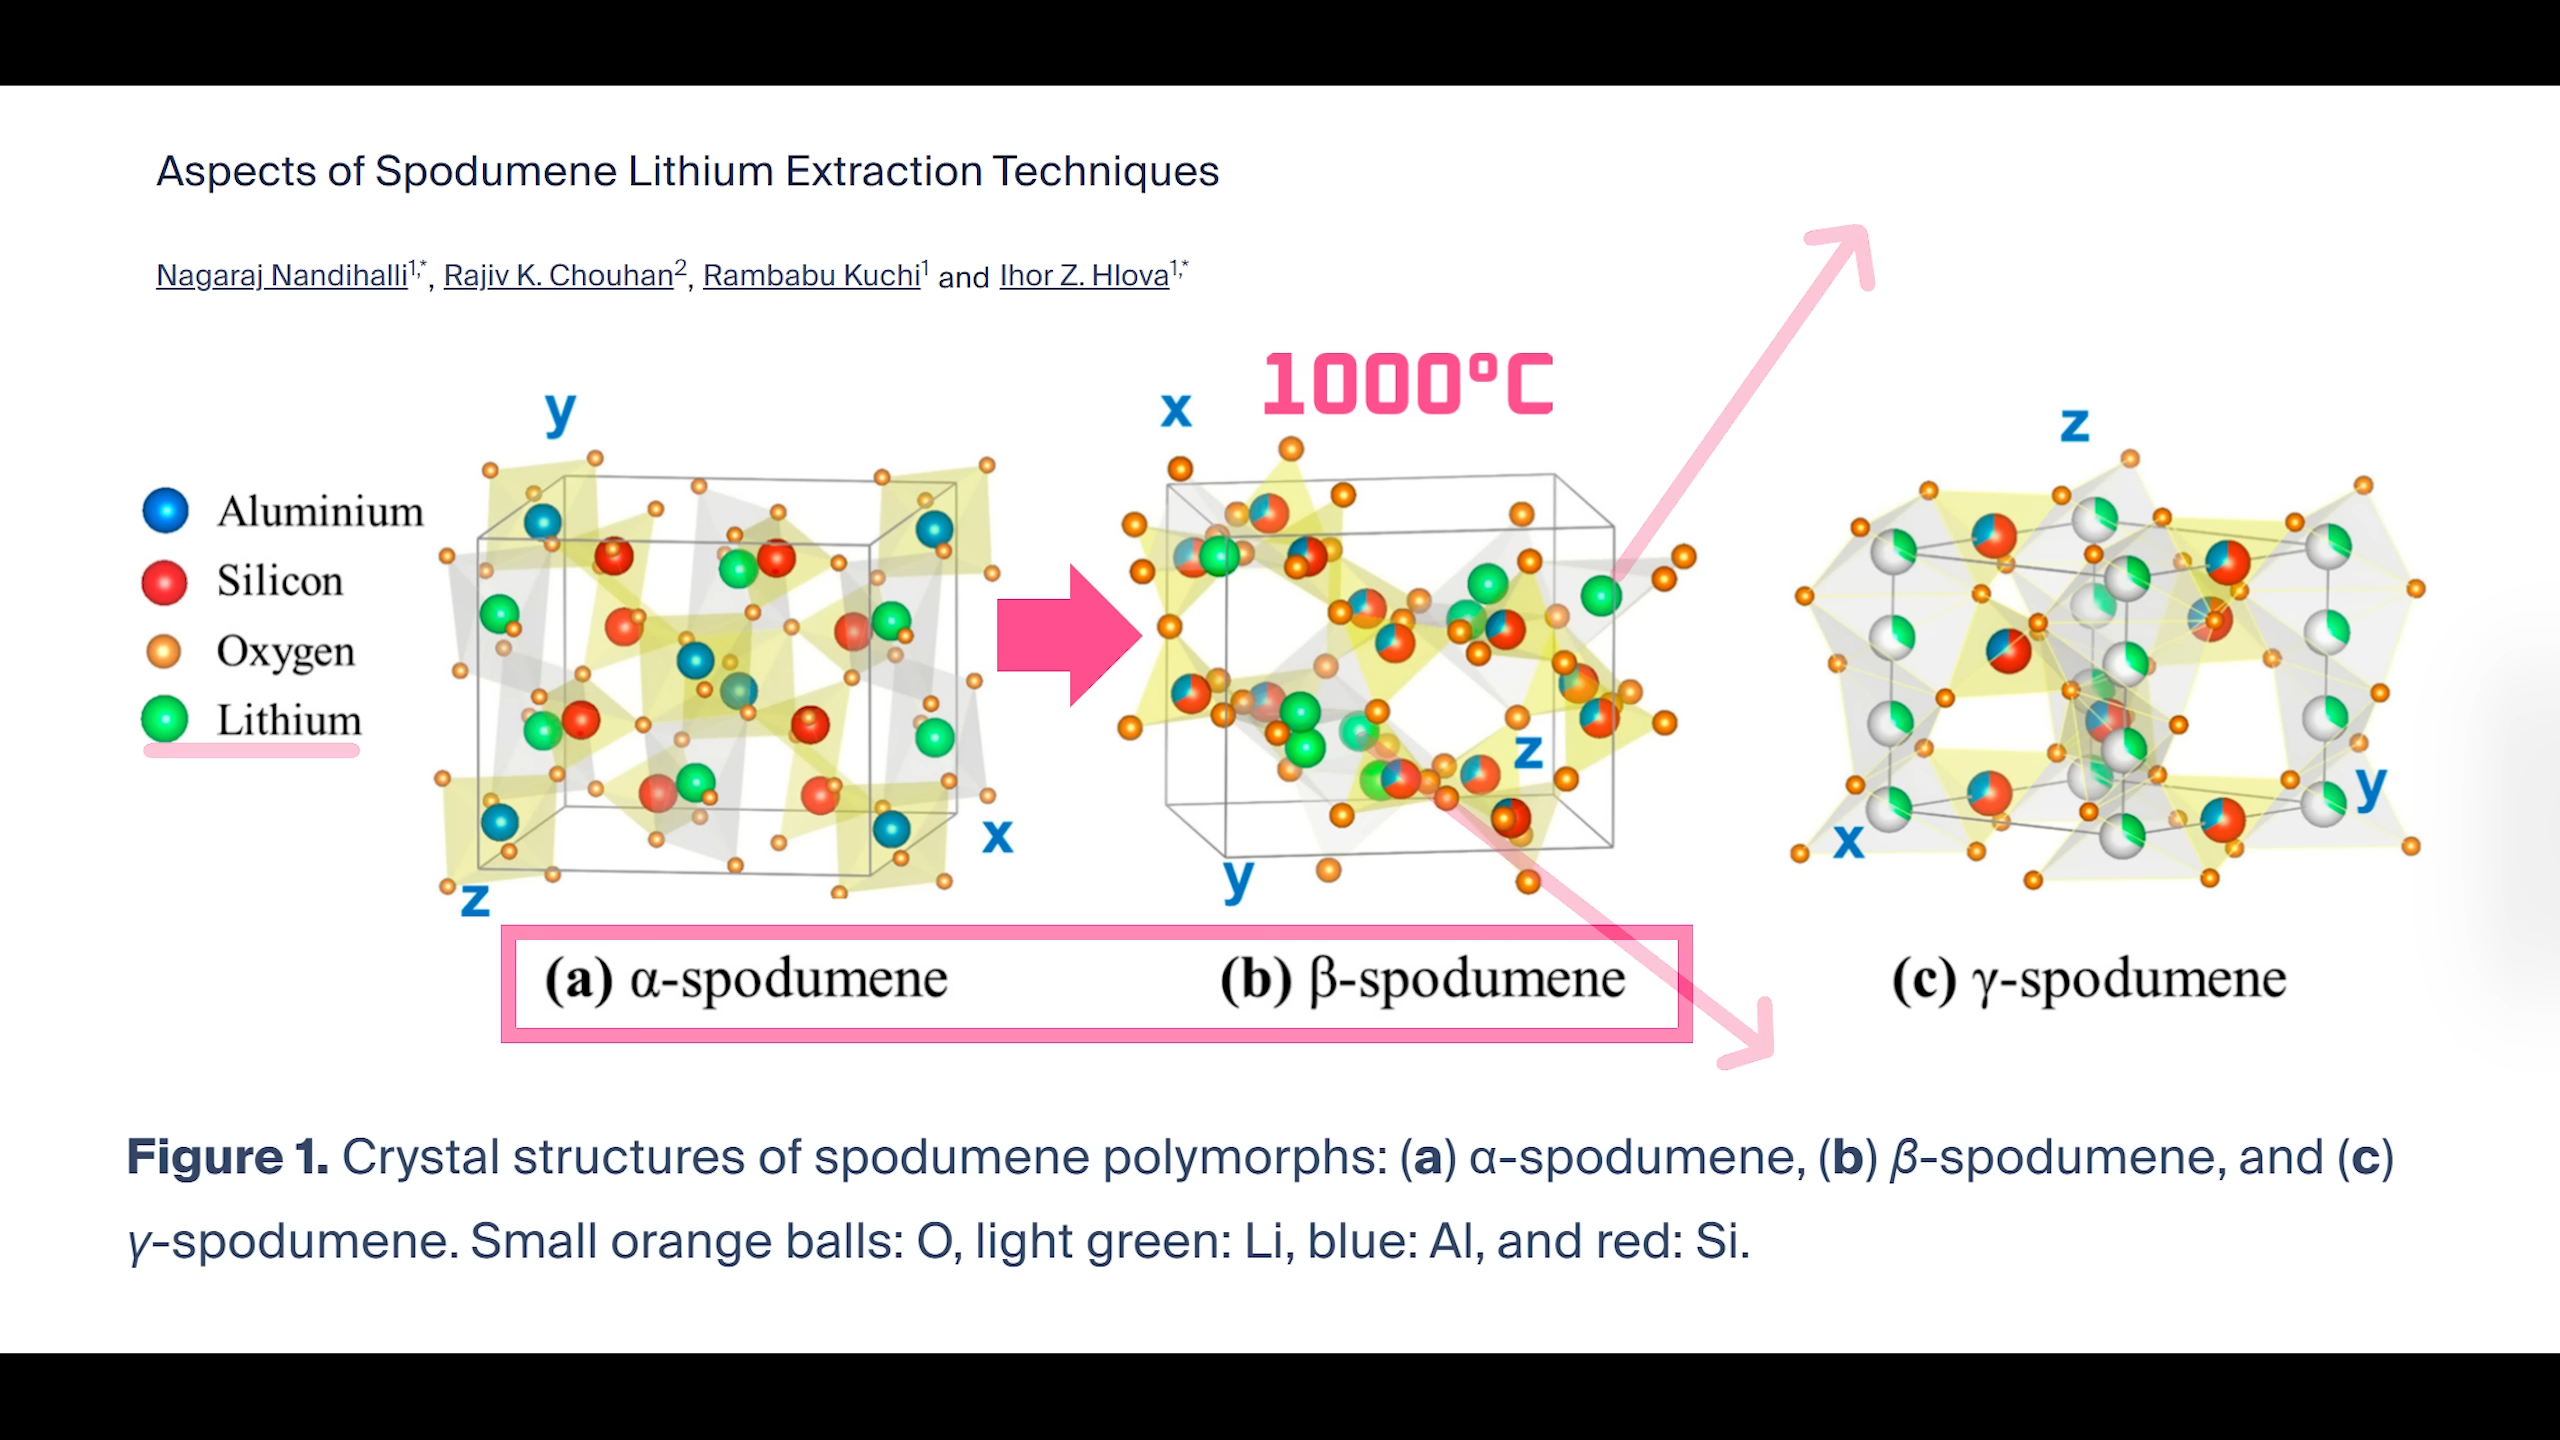 Aspects of Spodumene Lithium Extraction Techniques
Nagaraj Nandihalli1,*, Rajiv K. Chouhan2, Rambabu Kuchi1 and Ihor Z. Hlova1,*
1000°C
y
x
z
Aluminium
Silicon
Oxygen
Lithium
x
z
z
y
y
x
(a) α-spodumene
(b) β-spodumene
(c) γ-spodumene
Figure 1. Crystal structures of spodumene polymorphs: (a) α-spodumene, (b) β-spodumene, and (c)
γ-spodumene. Small orange balls: O, light green: Li, blue: Al, and red: Si.